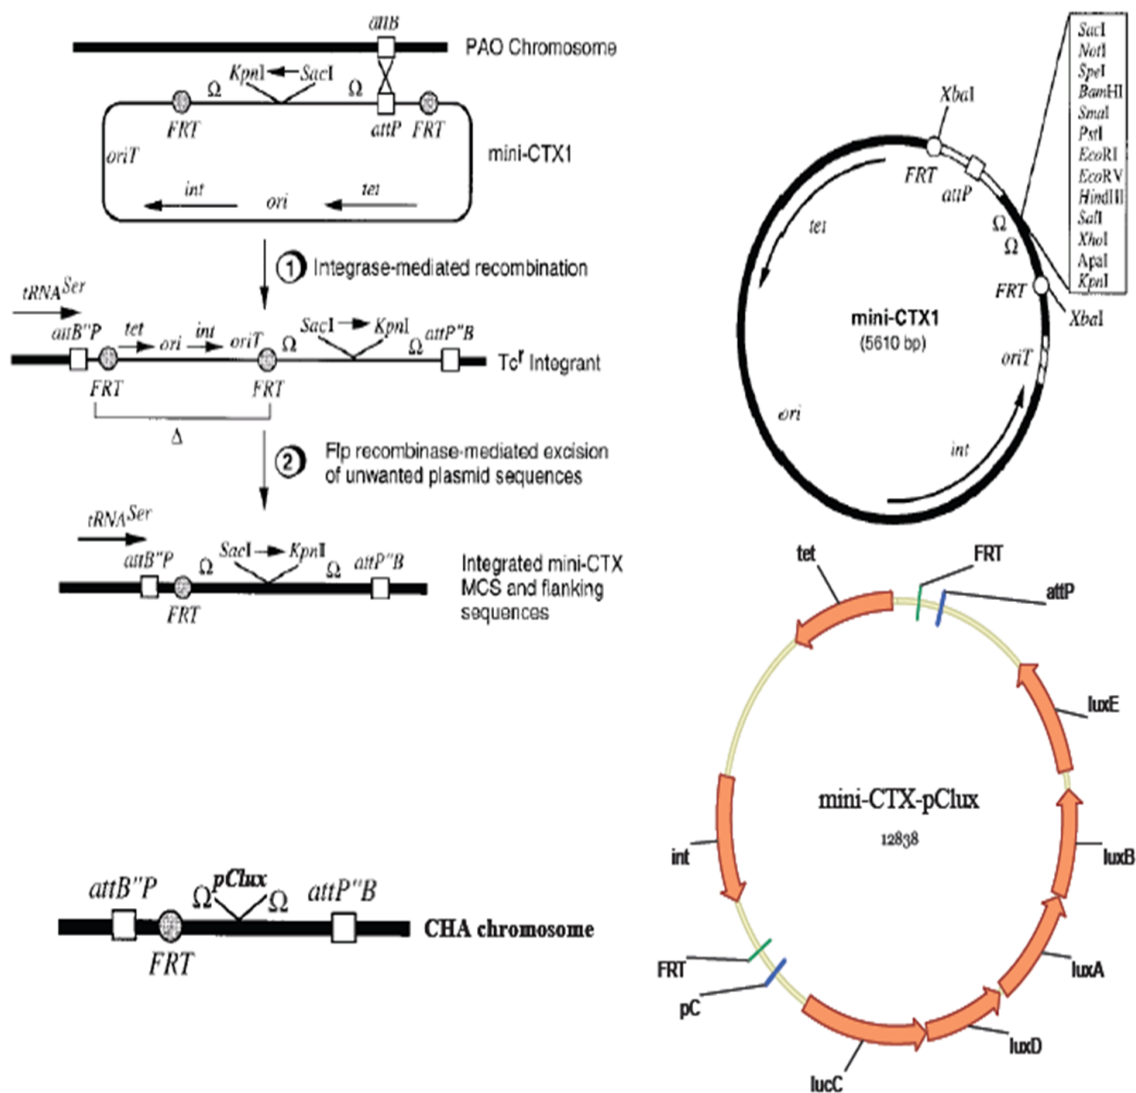 attB
PAO Chromosome
KpnI SacI
Ω Ω
FRT attP FRT
oriT
mini-CTX1
int ori tet
1 Integrase-mediated recombination
tRNA^Ser
attB"P tet ori int oriT Ω SacI KpnI Ω attP"B
Tc^r Integrant
FRT FRT
Δ
2 Flp recombinase-mediated excision
of unwanted plasmid sequences
tRNA^Ser
attB"P Ω SacI KpnI Ω attP"B
FRT
Integrated mini-CTX
MCS and flanking
sequences
attB"P Ω pClux Ω attP"B
CHA chromosome
FRT
SacI
NotI
SpeI
BamHI
SmaI
PstI
EcoRI
EcoRV
HindIII
SalI
XhoI
ApaI
KpnI
XbaI
FRT
attP
tet
Ω
Ω
FRT
XbaI
mini-CTX1
(5610 bp)
oriT
ori
int
tet
FRT
attP
luxE
mini-CTX-pClux
12838
int
luxB
FRT
luxA
pC
luxD
lucC